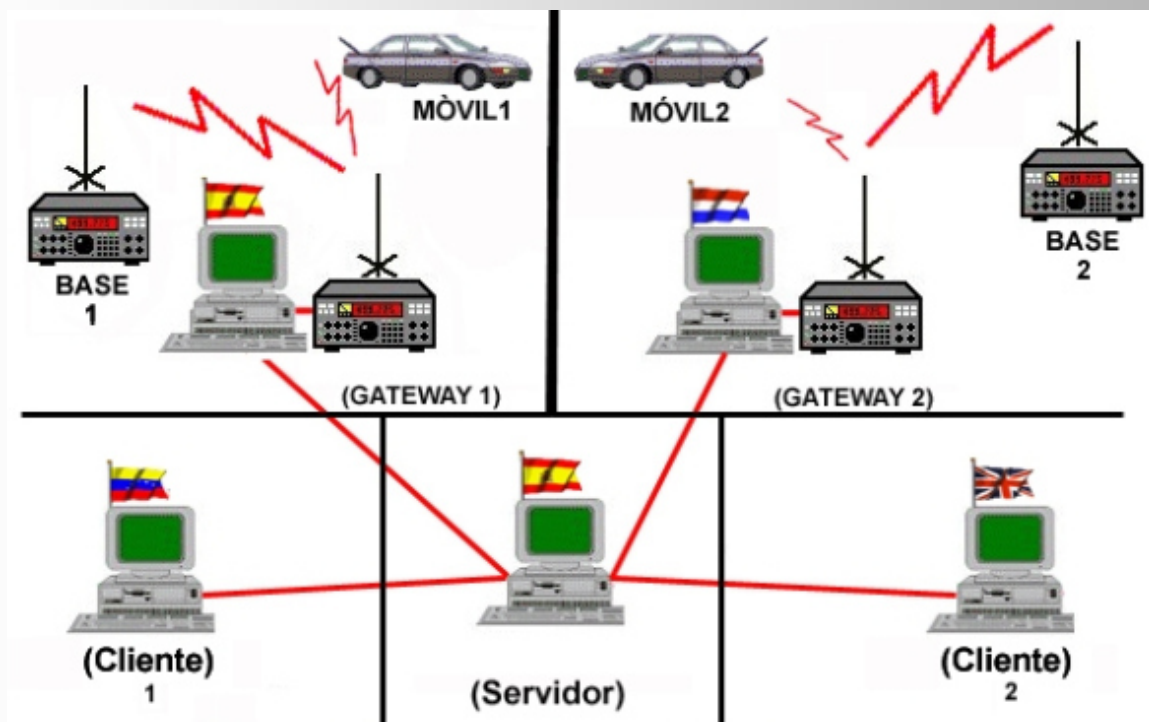 MÒVIL1
MÓVIL2
BASE
1
BASE
2
(GATEWAY 1)
(GATEWAY 2)
(Cliente)
1
(Servidor)
(Cliente)
2